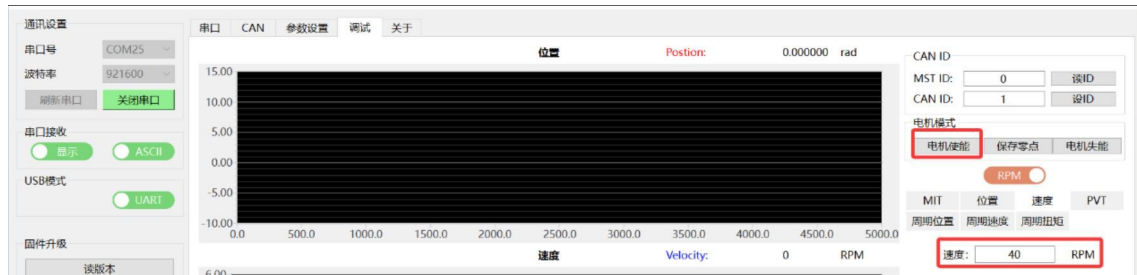 通讯设置
串口号 COM25
波特率 921600
刷新串口 关闭串口
串口接收
显示 ASCII
USB模式
UART
固件升级
读版本
串口 CAN 参数设置 调试 关于
位置 Postion: 0.000000 rad
15.00
10.00
5.00
0.00
-5.00
-10.00
0.0 500.0 1000.0 1500.0 2000.0 2500.0 3000.0 3500.0 4000.0 4500.0 5000.0
速度 Velocity: 0 RPM
6.00
CAN ID
MST ID: 0 读ID
CAN ID: 1 设ID
电机模式
电机使能 保存零点 电机失能
RPM
MIT 位置 速度 PVT
周期位置 周期速度 周期扭矩
速度: 40 RPM